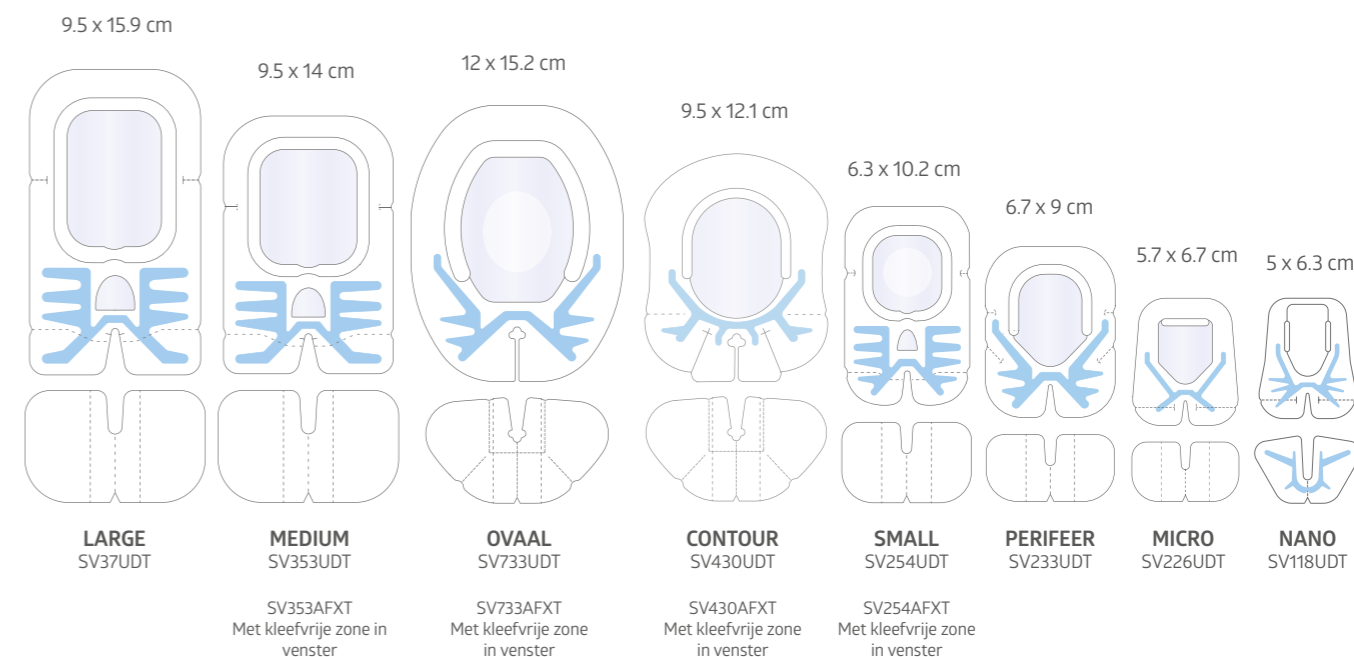 9.5 x 15.9 cm
9.5 x 14 cm
12 x 15.2 cm
9.5 x 12.1 cm
6.3 x 10.2 cm
6.7 x 9 cm
5.7 x 6.7 cm
5 x 6.3 cm
LARGE
SV37UDT
MEDIUM
SV353UDT
SV353AFXT
Met kleefvrije zone in
venster
OVAAL
SV733UDT
SV733AFXT
Met kleefvrije zone
in venster
CONTOUR
SV430UDT
SV430AFXT
Met kleefvrije zone
in venster
SMALL
SV254UDT
SV254AFXT
Met kleefvrije zone
in venster
PERIFEER
SV233UDT
MICRO
SV226UDT
NANO
SV118UDT